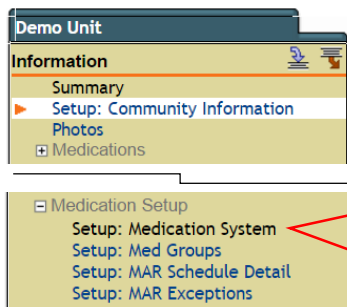 Demo Unit
Information
Summary
Setup: Community Information
Photos
Medications
Medication Setup
Setup: Medication System
Setup: Med Groups
Setup: MAR Schedule Detail
Setup: MAR Exceptions